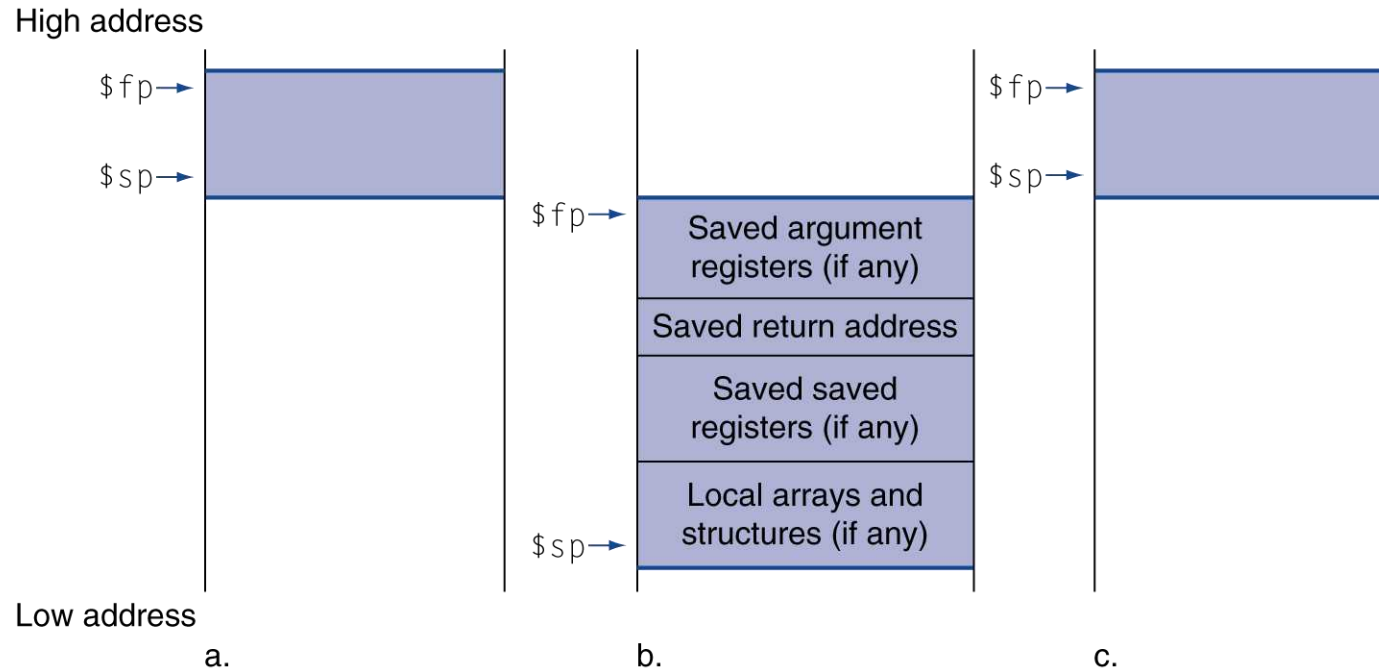 High address
$fp
$sp
$fp
Saved argument
registers (if any)
Saved return address
Saved saved
registers (if any)
Local arrays and
structures (if any)
$sp
$fp
$sp
Low address
a.
b.
c.